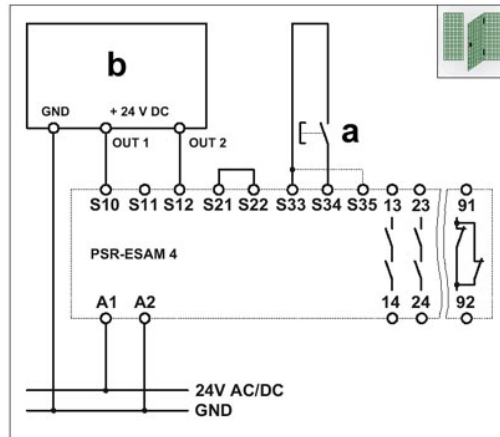 b
GND + 24 V DC
OUT 1 OUT 2
a
S10 S11 S12 S21 S22 S33 S34 S35 13 23 91
PSR-ESAM 4
A1 A2 14 24 92
24V AC/DC
GND